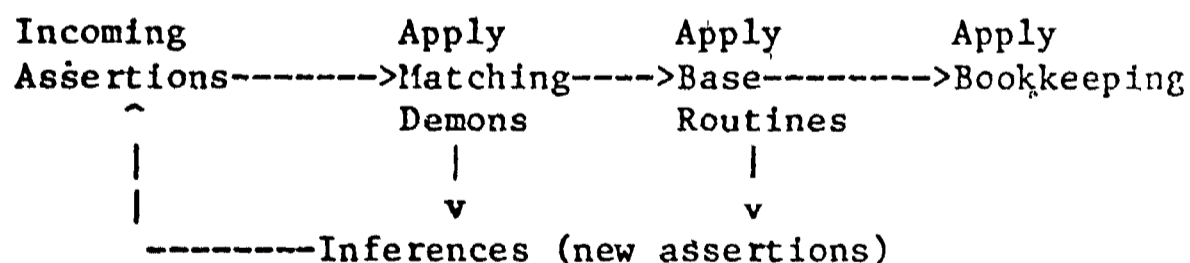 Incoming Apply Apply Apply
Assertions------->Matching---->Base-------->Bookkeeping
^ Demons Routines
| | |
| v v
--------Inferences (new assertions)